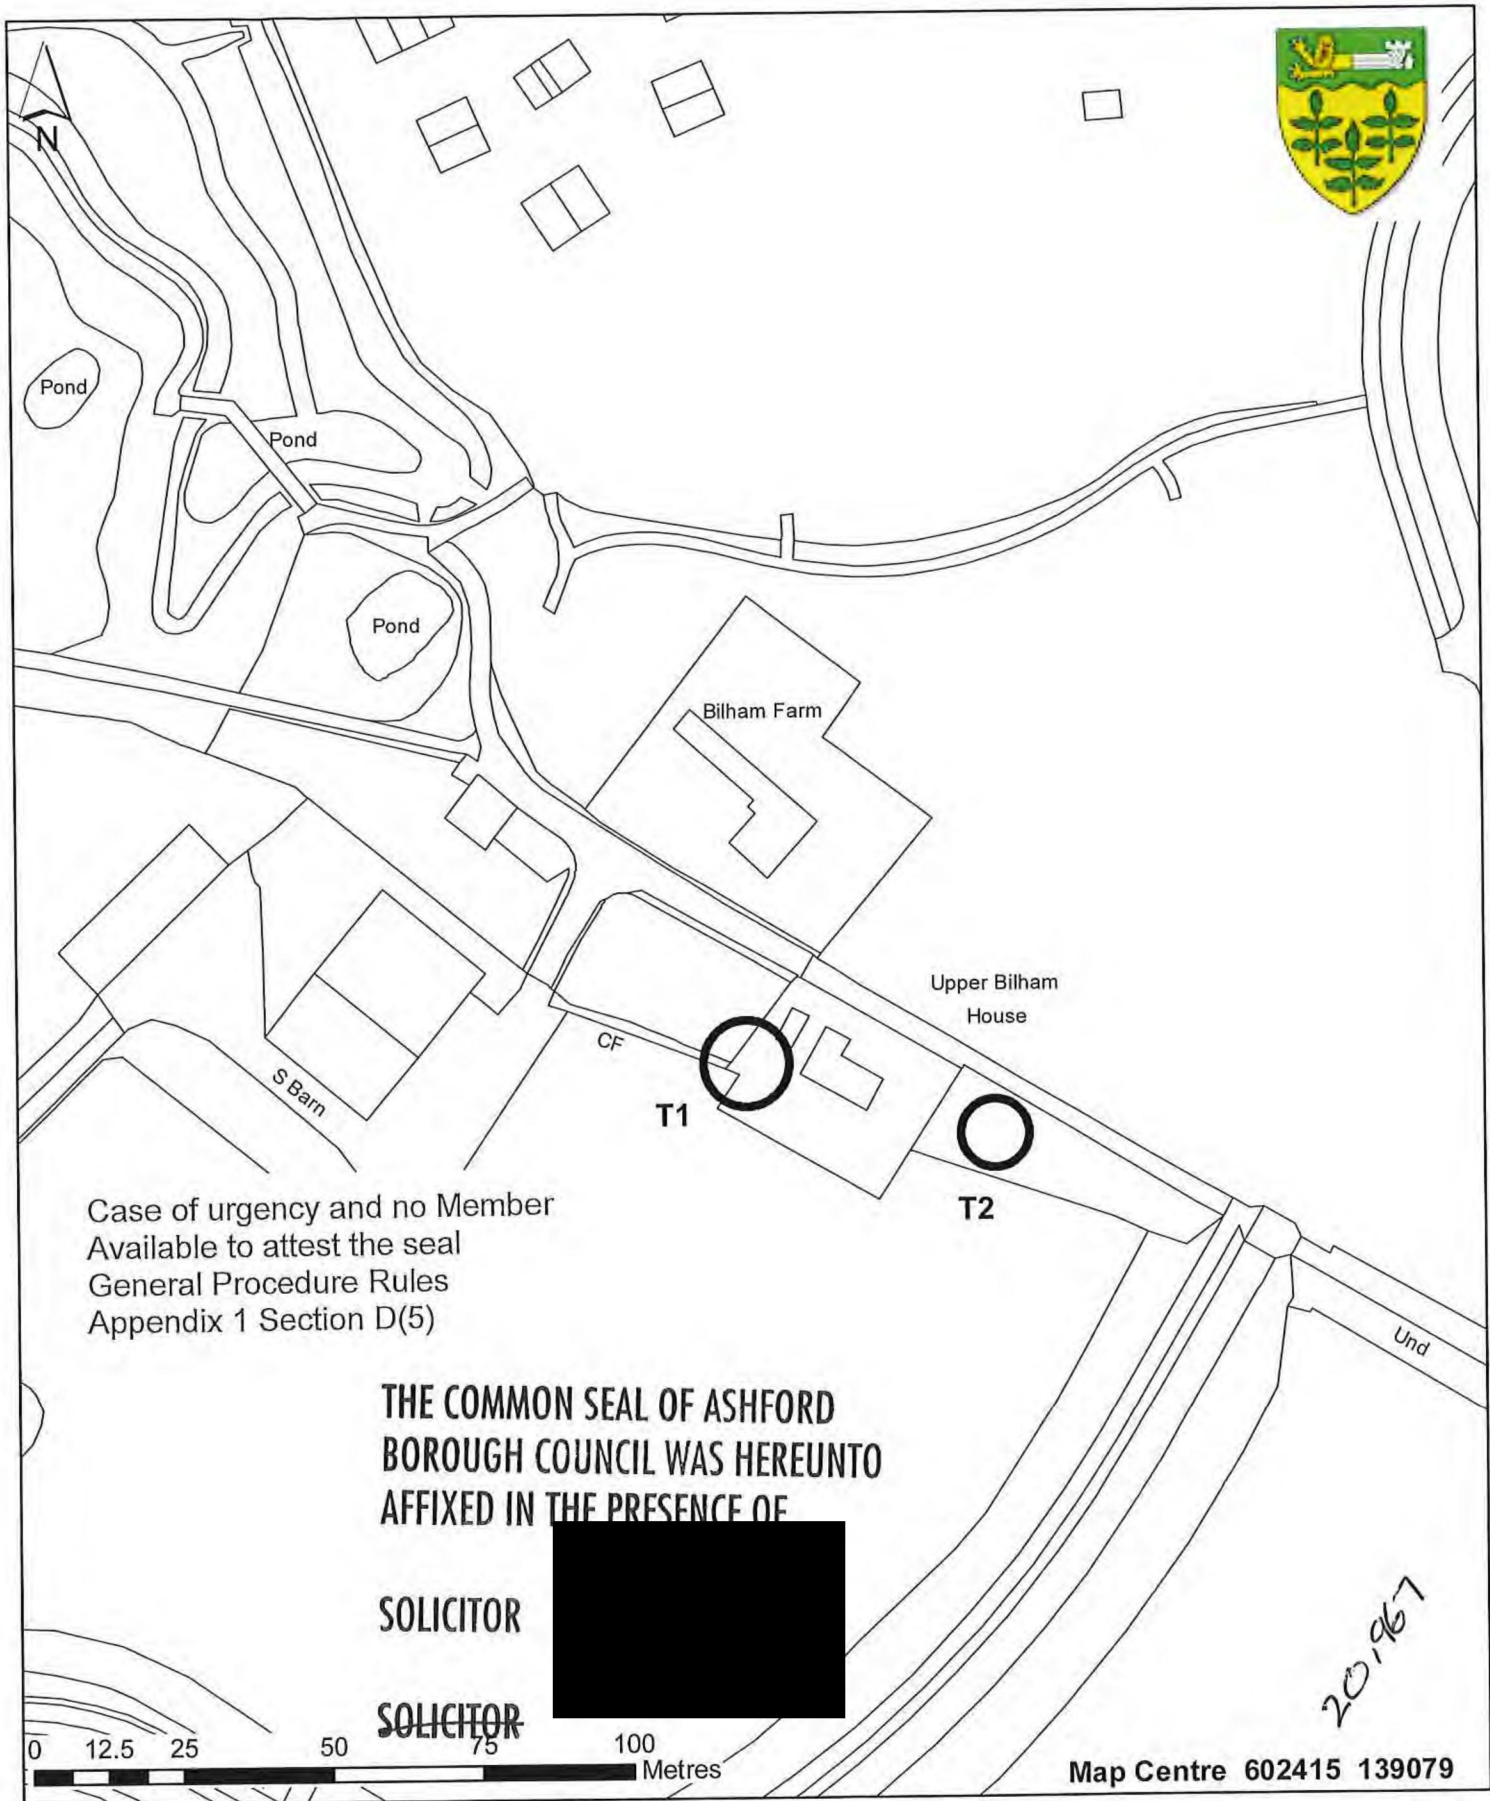 N
Pond
Pond
Pond
Bilham Farm
Upper Bilham
House
CF
S Barn
T1
T2
Und
Case of urgency and no Member
Available to attest the seal
General Procedure Rules
Appendix 1 Section D(5)
THE COMMON SEAL OF ASHFORD
BOROUGH COUNCIL WAS HEREUNTO
AFFIXED IN THE PRESENCE OF
SOLICITOR
SOLICITOR
20,967
0 12.5 25 50 75 100
Metres
Map Centre 602415 139079